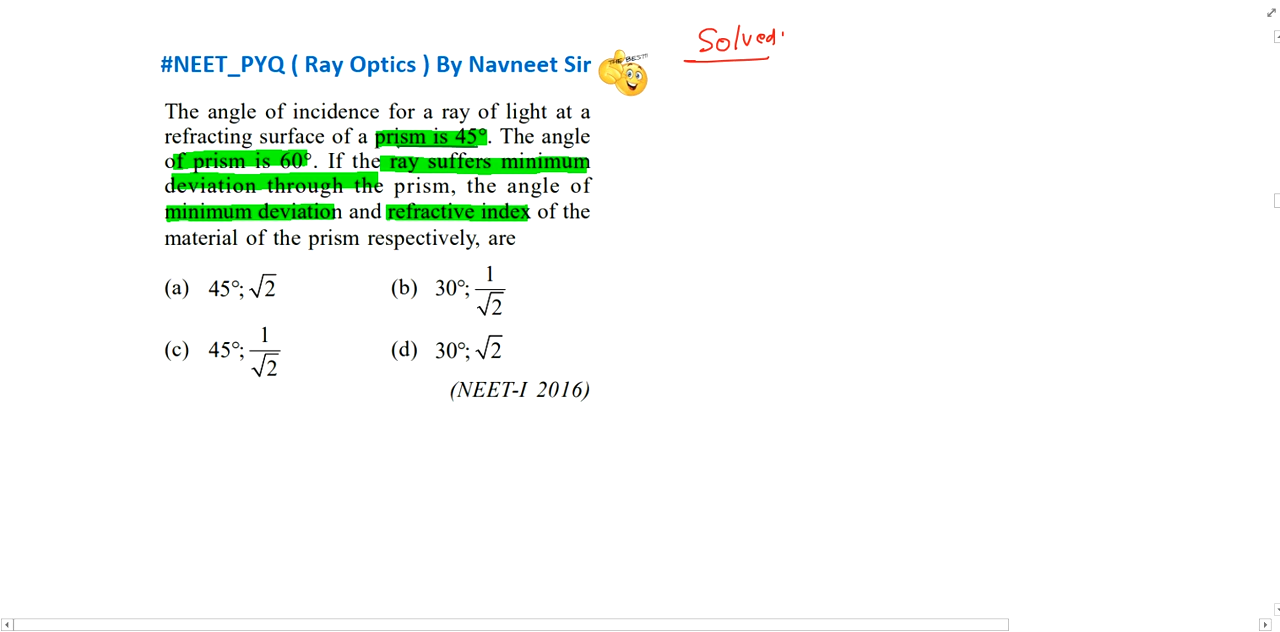 Solved.
#NEET_PYQ ( Ray Optics ) By Navneet Sir
THE BEST!!
The angle of incidence for a ray of light at a
refracting surface of a prism is 45°. The angle
of prism is 60°. If the ray suffers minimum
deviation through the prism, the angle of
minimum deviation and refractive index of the
material of the prism respectively, are
(a) 45°; √2 (b) 30°; 1/√2
(c) 45°; 1/√2 (d) 30°; √2
(NEET-I 2016)